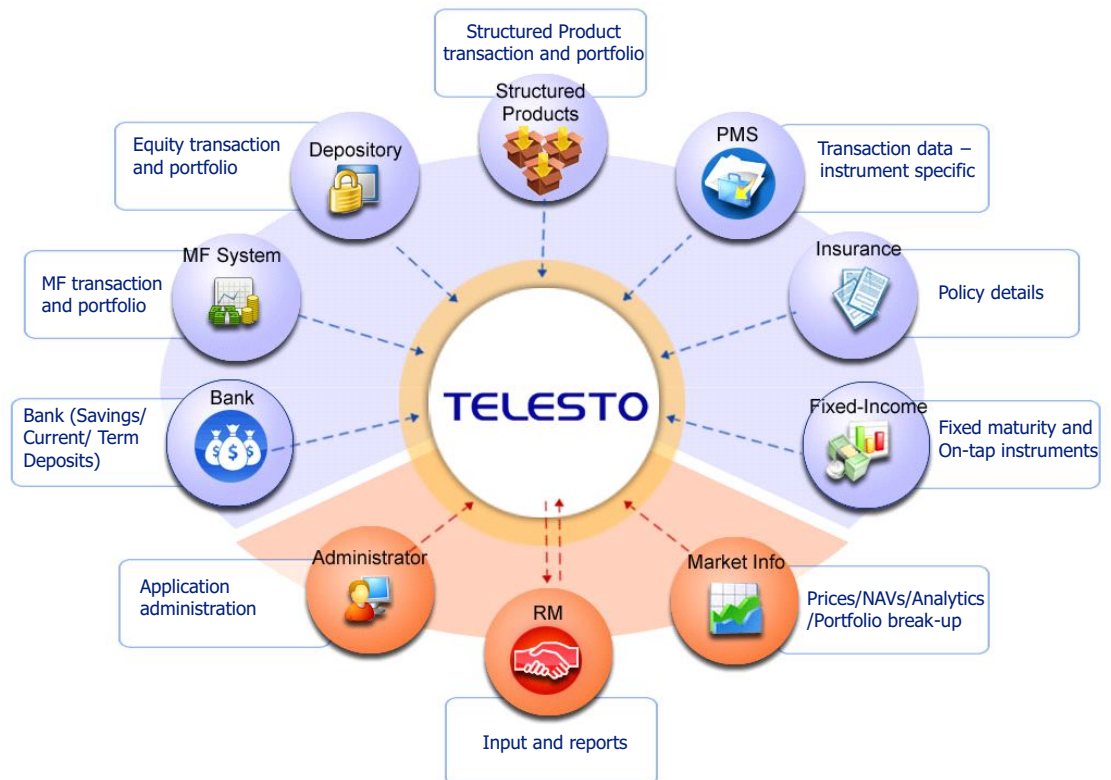 Structured Product
transaction and portfolio
Structured
Products
Equity transaction
and portfolio
Depository
PMS
Transaction data –
instrument specific
MF System
MF transaction
and portfolio
Insurance
Policy details
TELESTO
Bank
Bank (Savings/
Current/ Term
Deposits)
Fixed-Income
Fixed maturity and
On-tap instruments
Administrator
Application
administration
Market Info
Prices/NAVs/Analytics
/Portfolio break-up
RM
Input and reports